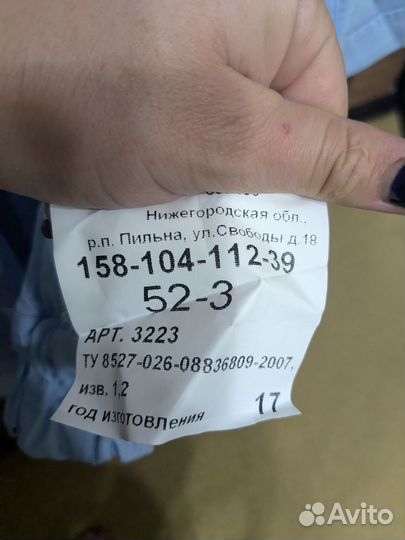 Нижегородская обл.,
р.п. Пильна, ул.Свободы д.18
158-104-112-39
52-3
АРТ. 3223
ТУ 8527-026-08836809-2007,
изв. 1,2
год изготовления 17
Avito